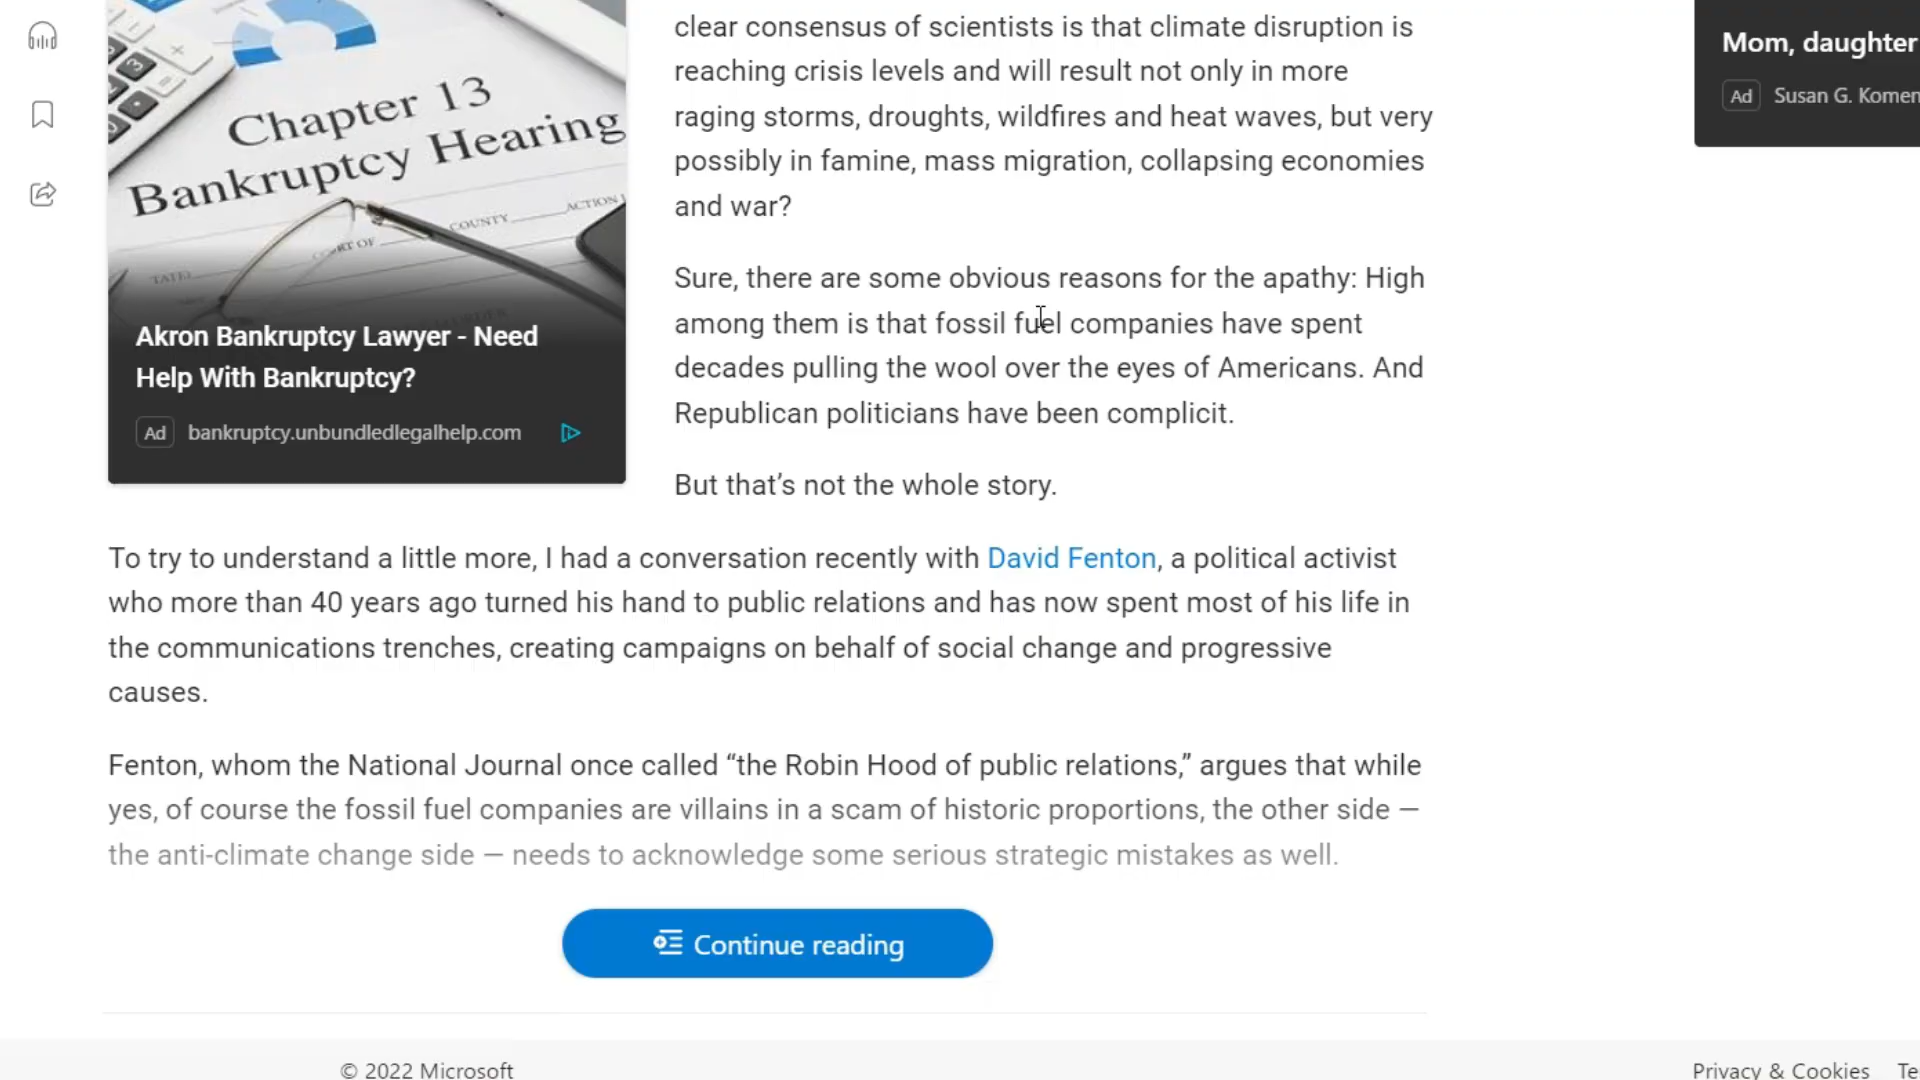 clear consensus of scientists is that climate disruption is
reaching crisis levels and will result not only in more
raging storms, droughts, wildfires and heat waves, but very
possibly in famine, mass migration, collapsing economies
and war?
Sure, there are some obvious reasons for the apathy: High
among them is that fossil fuel companies have spent
decades pulling the wool over the eyes of Americans. And
Republican politicians have been complicit.
But that’s not the whole story.
Chapter 13
Bankruptcy Hearing
COUNTY
ACTION
RT OF
TATE)
Akron Bankruptcy Lawyer - Need
Help With Bankruptcy?
Ad bankruptcy.unbundledlegalhelp.com
To try to understand a little more, I had a conversation recently with David Fenton, a political activist
who more than 40 years ago turned his hand to public relations and has now spent most of his life in
the communications trenches, creating campaigns on behalf of social change and progressive
causes.
Fenton, whom the National Journal once called “the Robin Hood of public relations,” argues that while
yes, of course the fossil fuel companies are villains in a scam of historic proportions, the other side —
the anti-climate change side — needs to acknowledge some serious strategic mistakes as well.
Continue reading
Mom, daughter
Ad Susan G. Komen
© 2022 Microsoft
Privacy & Cookies Te